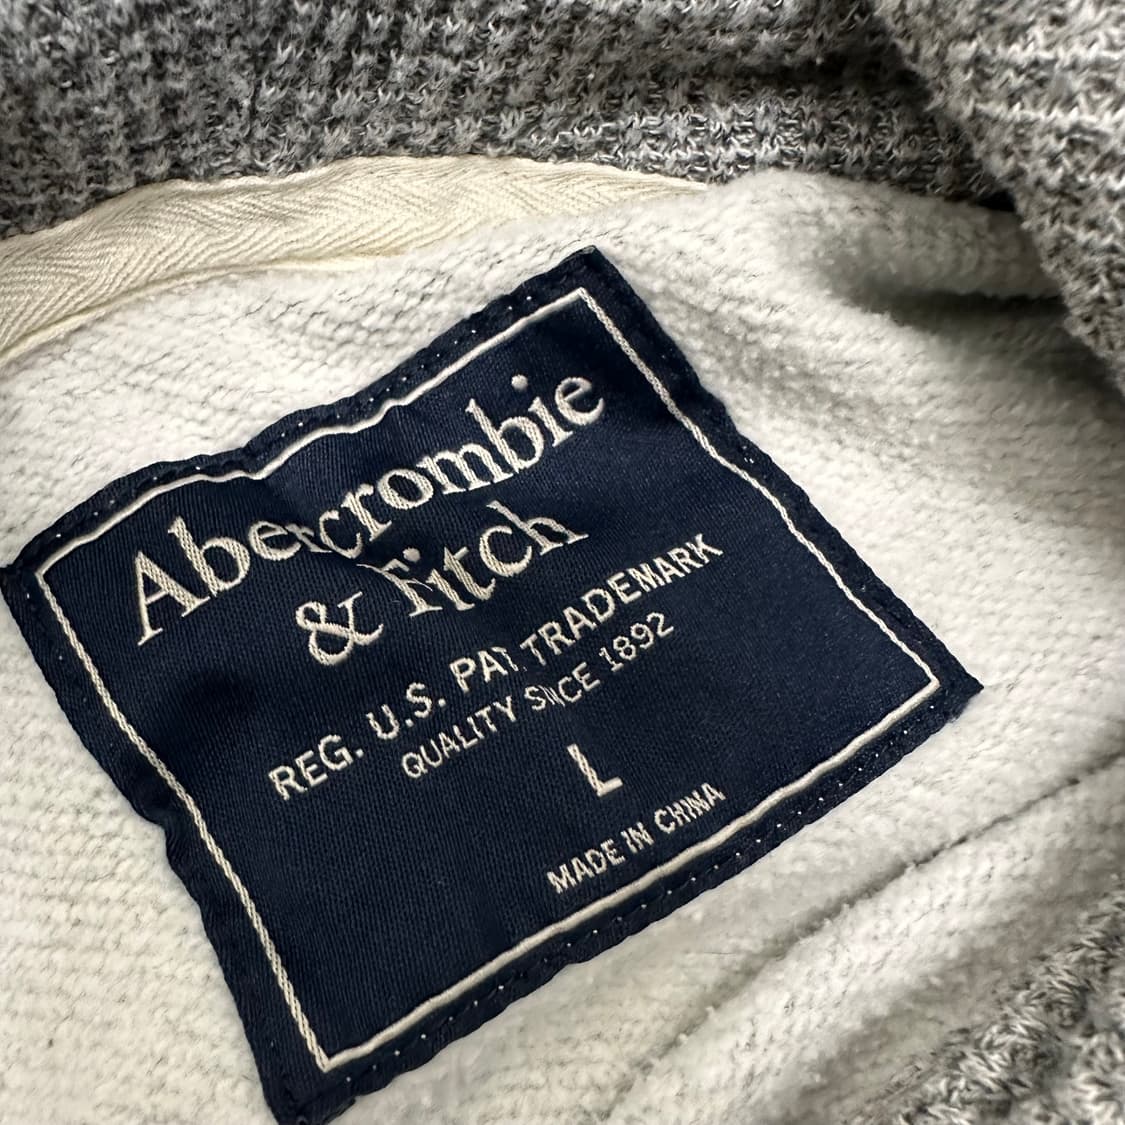 Abercrombie
& Fitch
REG. U.S. PAT. TRADEMARK
QUALITY SINCE 1892
L
MADE IN CHINA